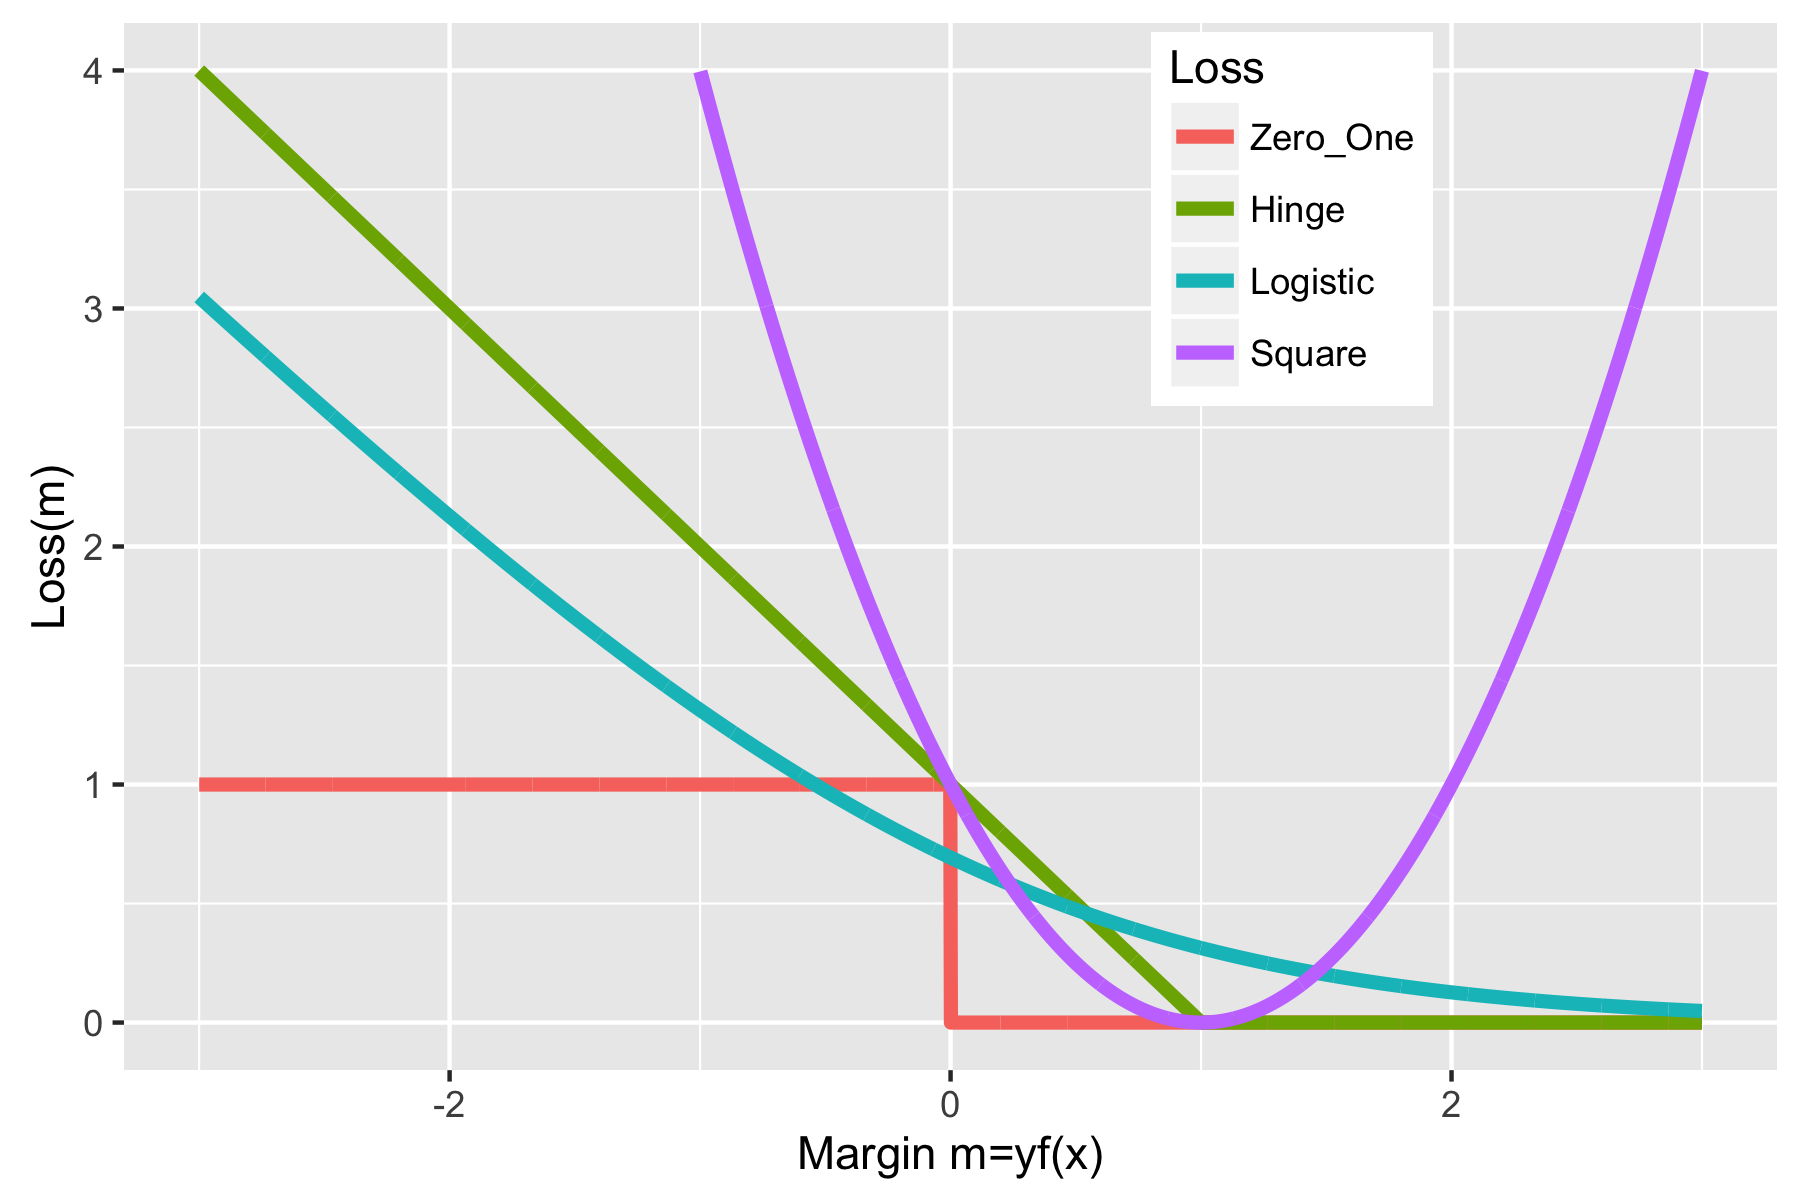 Loss
Zero_One
Hinge
Logistic
Square
4
3
2
1
0
Loss(m)
-2
0
2
Margin m=yf(x)